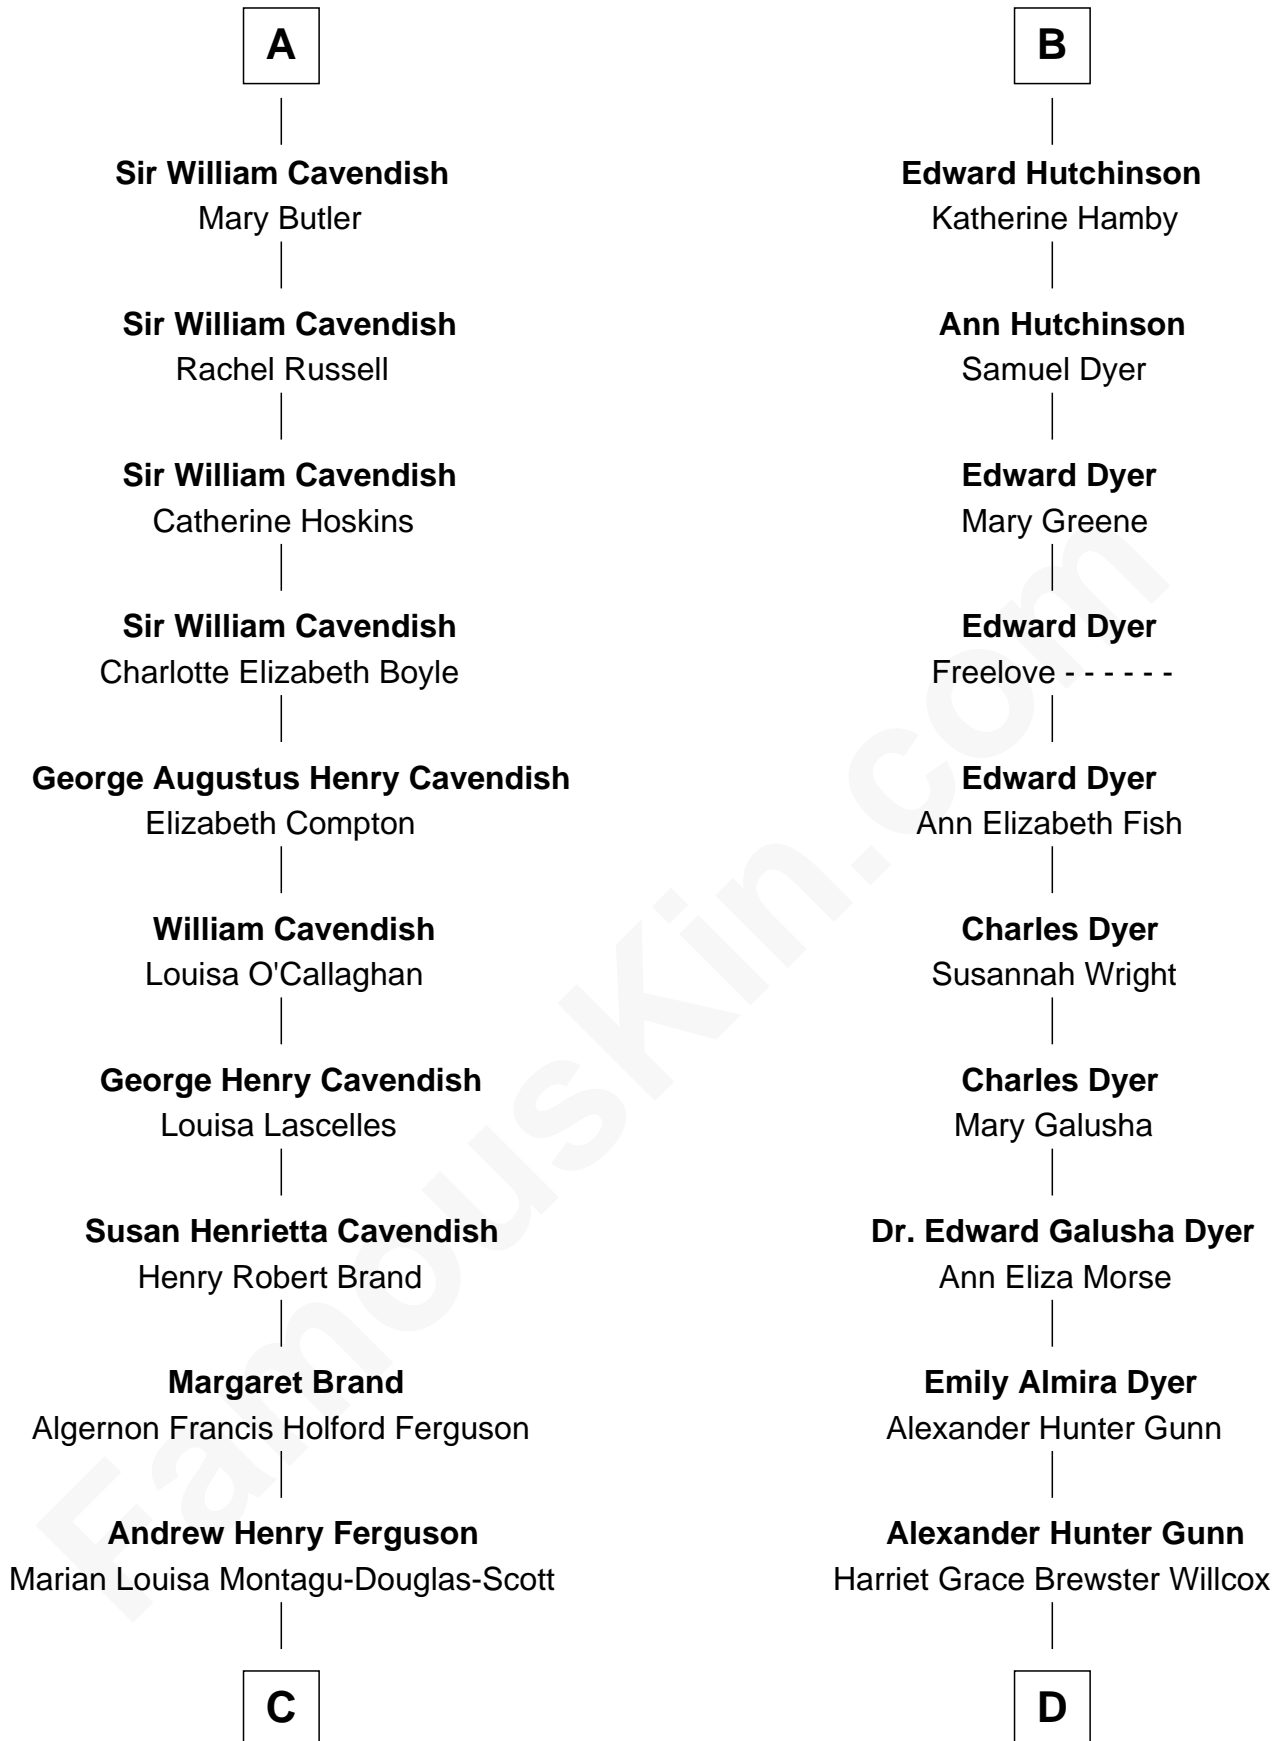 A
Sir William Cavendish
Mary Butler
Sir William Cavendish
Rachel Russell
Sir William Cavendish
Catherine Hoskins
Sir William Cavendish
Charlotte Elizabeth Boyle
George Augustus Henry Cavendish
Elizabeth Compton
William Cavendish
Louisa O'Callaghan
George Henry Cavendish
Louisa Lascelles
Susan Henrietta Cavendish
Henry Robert Brand
Margaret Brand
Algernon Francis Holford Ferguson
Andrew Henry Ferguson
Marian Louisa Montagu-Douglas-Scott
C
B
Edward Hutchinson
Katherine Hamby
Ann Hutchinson
Samuel Dyer
Edward Dyer
Mary Greene
Edward Dyer
Freelove - - - - - -
Edward Dyer
Ann Elizabeth Fish
Charles Dyer
Susannah Wright
Charles Dyer
Mary Galusha
Dr. Edward Galusha Dyer
Ann Eliza Morse
Emily Almira Dyer
Alexander Hunter Gunn
Alexander Hunter Gunn
Harriet Grace Brewster Willcox
D
FamousKin.com